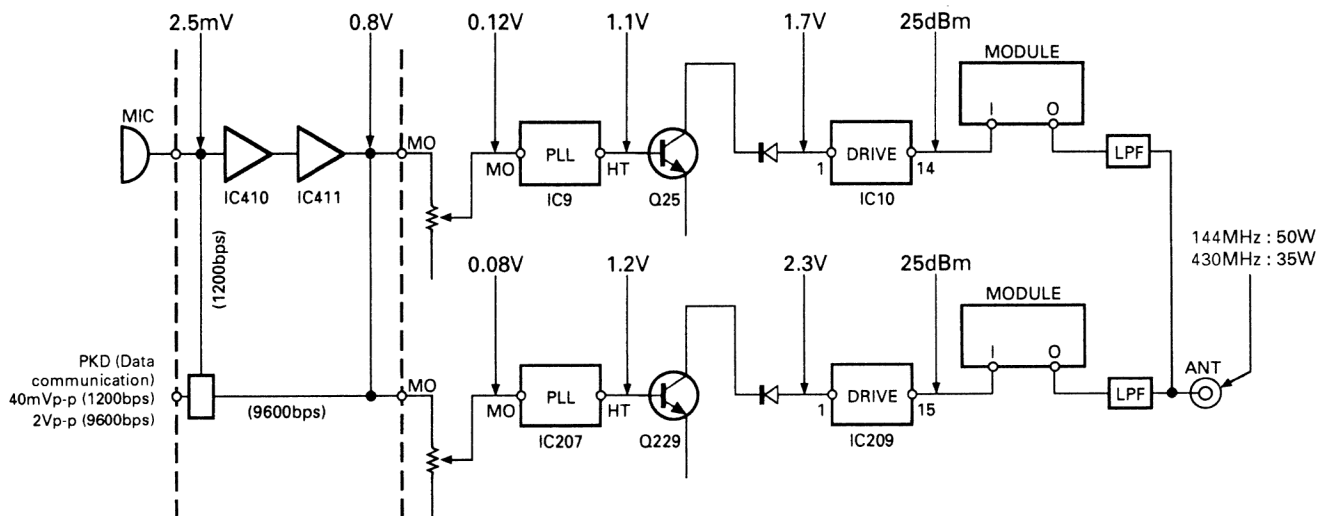 2.5mV
0.8V
0.12V
1.1V
1.7V
25dBm
MODULE
I
O
MIC
IC410
IC411
MO
MO
PLL
HT
IC9
Q25
1
DRIVE
14
IC10
LPF
(1200bps)
144MHz : 50W
430MHz : 35W
0.08V
1.2V
2.3V
25dBm
MODULE
I
O
PKD (Data
communication)
40mVp-p (1200bps)
2Vp-p (9600bps)
(9600bps)
MO
MO
PLL
HT
IC207
Q229
1
DRIVE
15
IC209
LPF
ANT